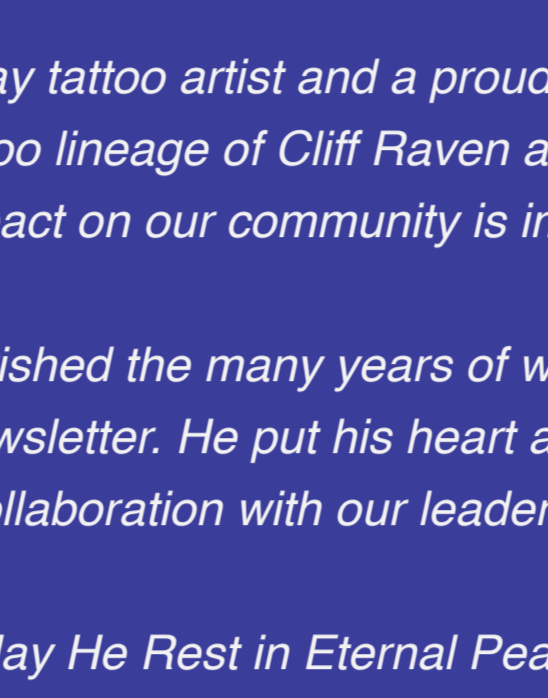 ay tattoo artist and a proud
oo lineage of Cliff Raven a
act on our community is in
ished the many years of w
wsletter. He put his heart a
llaboration with our leader
lay He Rest in Eternal Pea